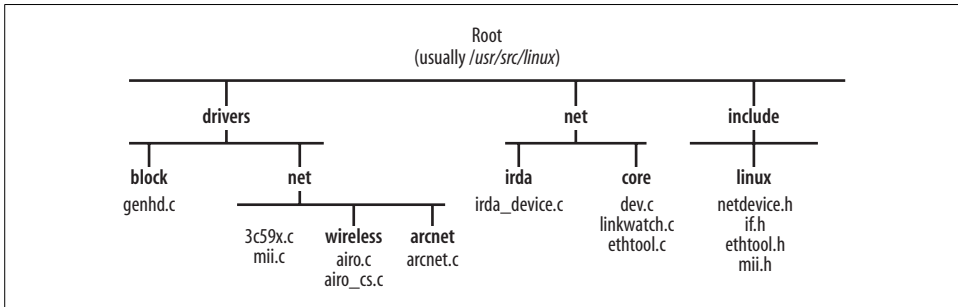 Root
(usually /usr/src/linux)
drivers
net
include
block
genhd.c
net
3c59x.c
mii.c
wireless
airo.c
airo_cs.c
arcnet
arcnet.c
irda
irda_device.c
core
dev.c
linkwatch.c
ethtool.c
linux
netdevice.h
if.h
ethtool.h
mii.h